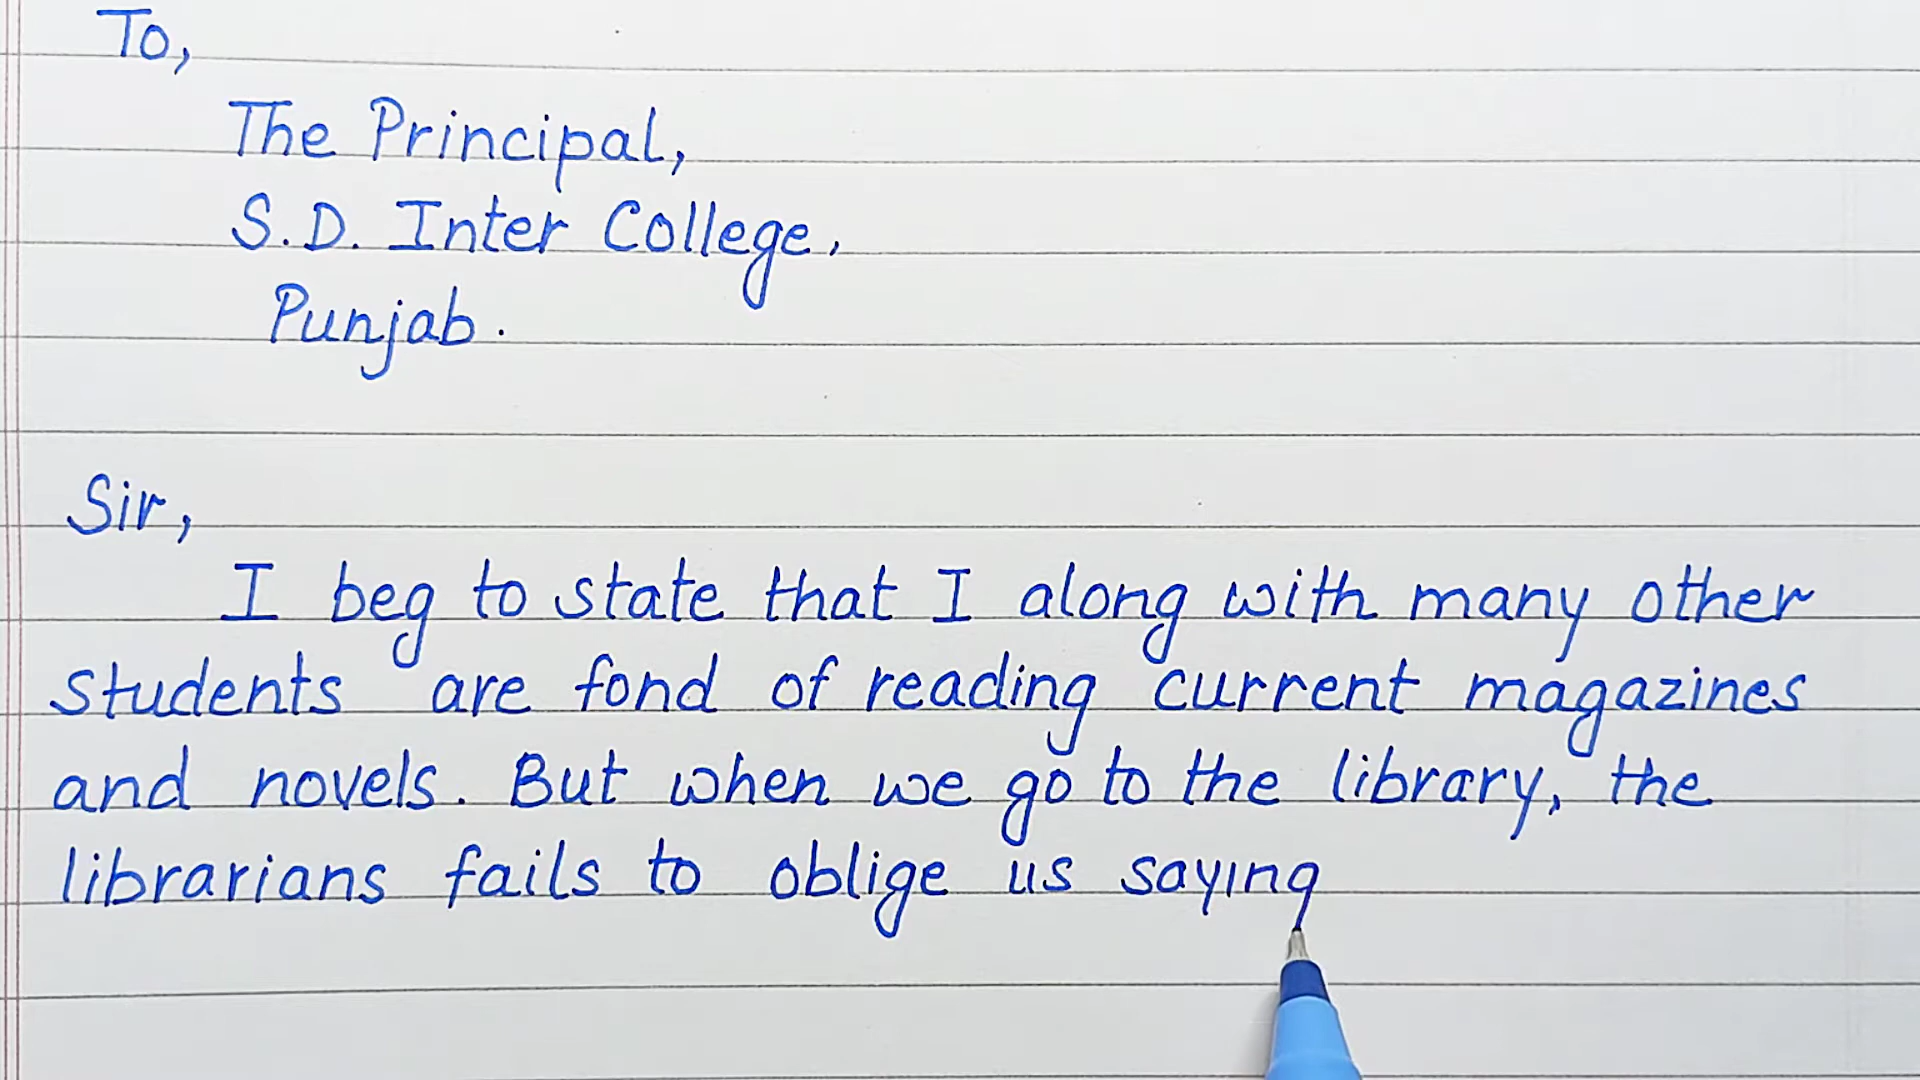 To,
The Principal,
S.D. Inter College,
Punjab.
Sir,
I beg to state that I along with many other
students are fond of reading current magazines
and novels. But when we go to the library, the
librarians fails to oblige us saying